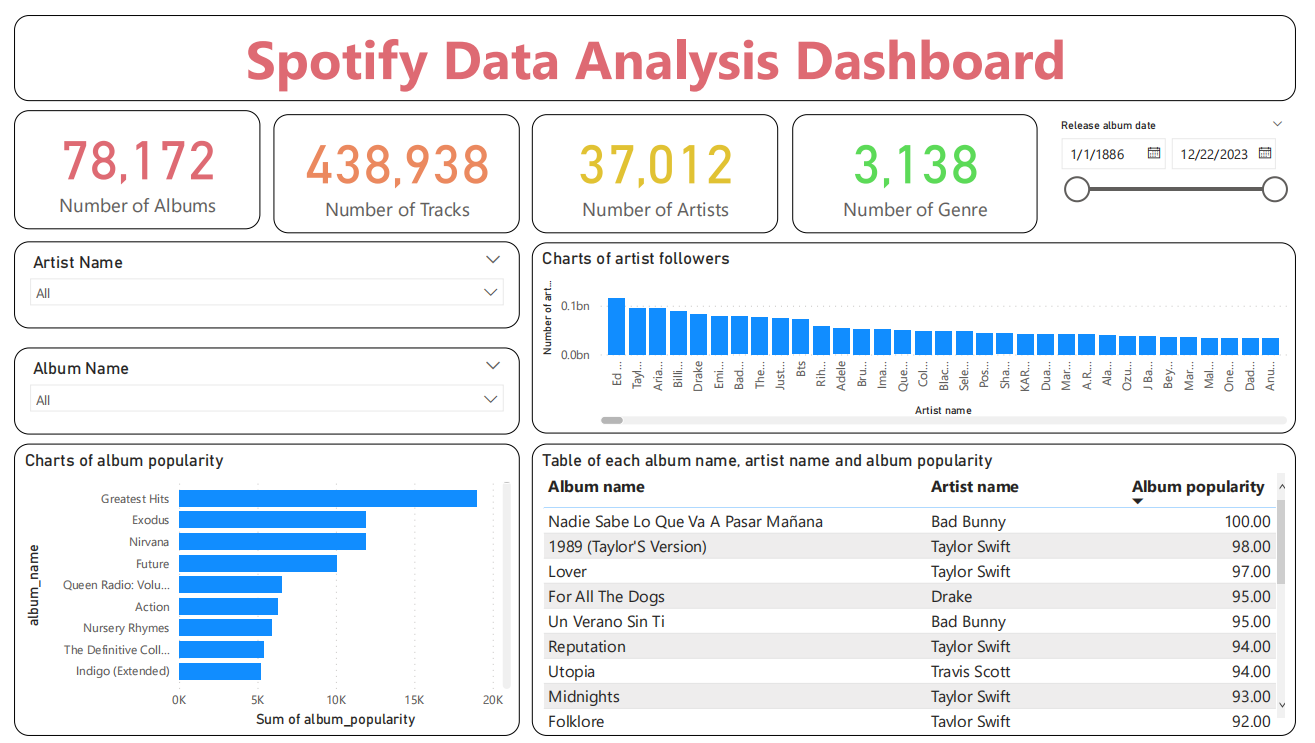 Spotify Data Analysis Dashboard
78,172
Number of Albums
438,938
Number of Tracks
37,012
Number of Artists
3,138
Number of Genre
Release album date
1/1/1886
12/22/2023
Artist Name
All
Album Name
All
Charts of artist followers
Number of art...
0.1bn
0.0bn
Ed ...
Tayl...
Aria...
Billi...
Drake
Emi...
Bad...
The...
Just...
Bts
Rih...
Adele
Bru...
Ima...
Que...
Col...
Blac...
Sele...
Pos...
Sha...
KAR...
Dua...
Mar...
A.R....
Ala...
Ozu...
J Ba...
Bey...
Mar...
Mal...
One...
Dad...
Anu...
Artist name
Charts of album popularity
album_name
Greatest Hits
Exodus
Nirvana
Future
Queen Radio: Volu...
Action
Nursery Rhymes
The Definitive Coll...
Indigo (Extended)
0K 5K 10K 15K 20K
Sum of album_popularity
Table of each album name, artist name and album popularity
Album name Artist name Album popularity
Nadie Sabe Lo Que Va A Pasar Mañana Bad Bunny 100.00
1989 (Taylor'S Version) Taylor Swift 98.00
Lover Taylor Swift 97.00
For All The Dogs Drake 95.00
Un Verano Sin Ti Bad Bunny 95.00
Reputation Taylor Swift 94.00
Utopia Travis Scott 94.00
Midnights Taylor Swift 93.00
Folklore Taylor Swift 92.00